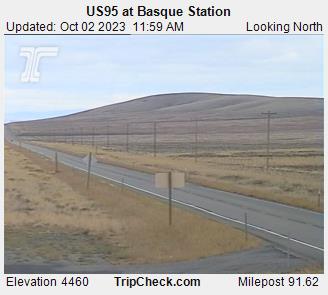 US95 at Basque Station
Updated: Oct 02 2023 11:59 AM Looking North
Elevation 4460 TripCheck.com Milepost 91.62